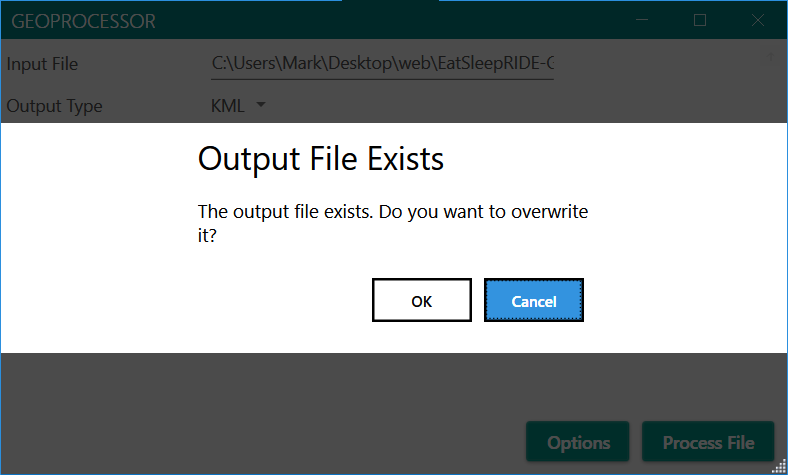 GEOPROCESSOR
Input File
C:\Users\Mark\Desktop\web\EatSleepRIDE-
Output Type
KML
Output File Exists
The output file exists. Do you want to overwrite
it?
OK
Cancel
Options
Process File